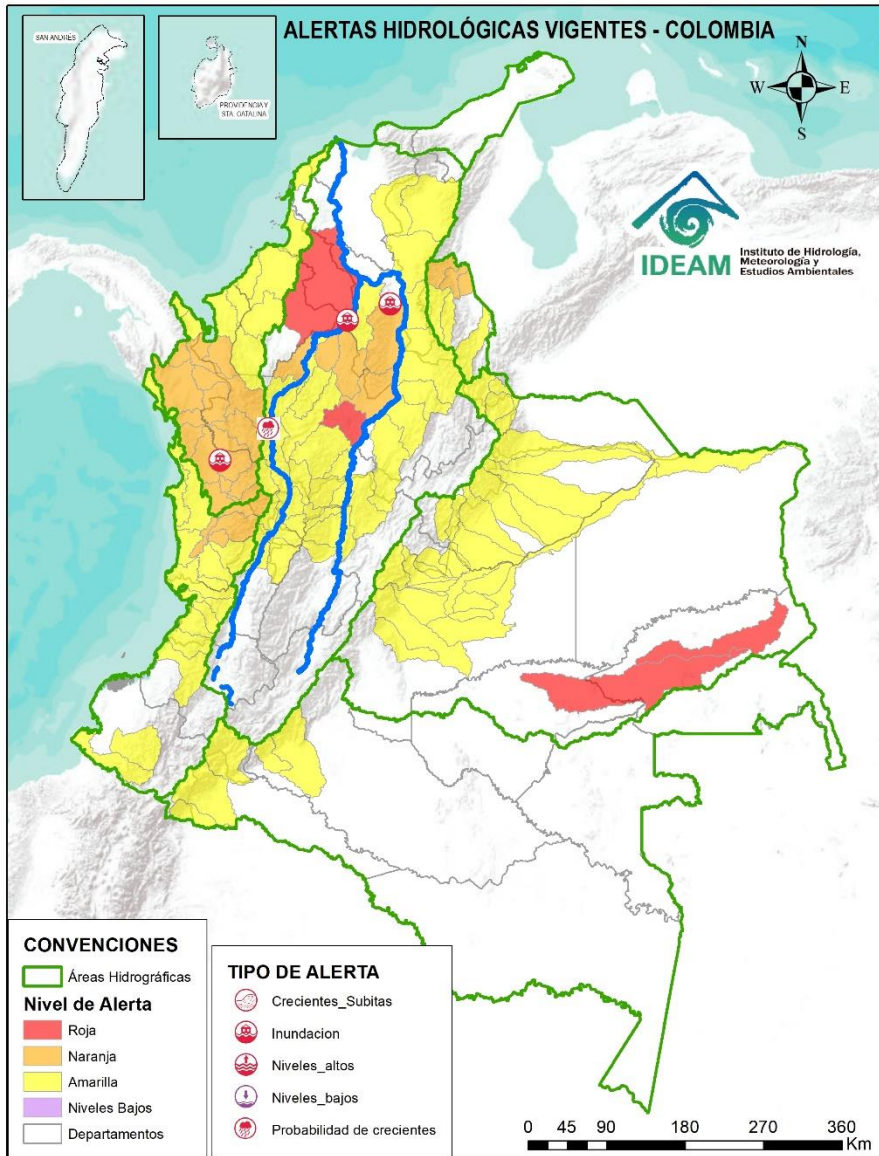 ALERTAS HIDROLÓGICAS VIGENTES - COLOMBIA
SAN ANDRÉS
PROVIDENCIA Y
STA. CATALINA
N
W
E
S
IDEAM
Instituto de Hidrología,
Meteorología y
Estudios Ambientales
CONVENCIONES
Áreas Hidrográficas
Nivel de Alerta
Roja
Naranja
Amarilla
Niveles Bajos
Departamentos
TIPO DE ALERTA
Crecientes_Subitas
Inundacion
Niveles_altos
Niveles_bajos
Probabilidad de crecientes
0 45 90 180 270 360
Km